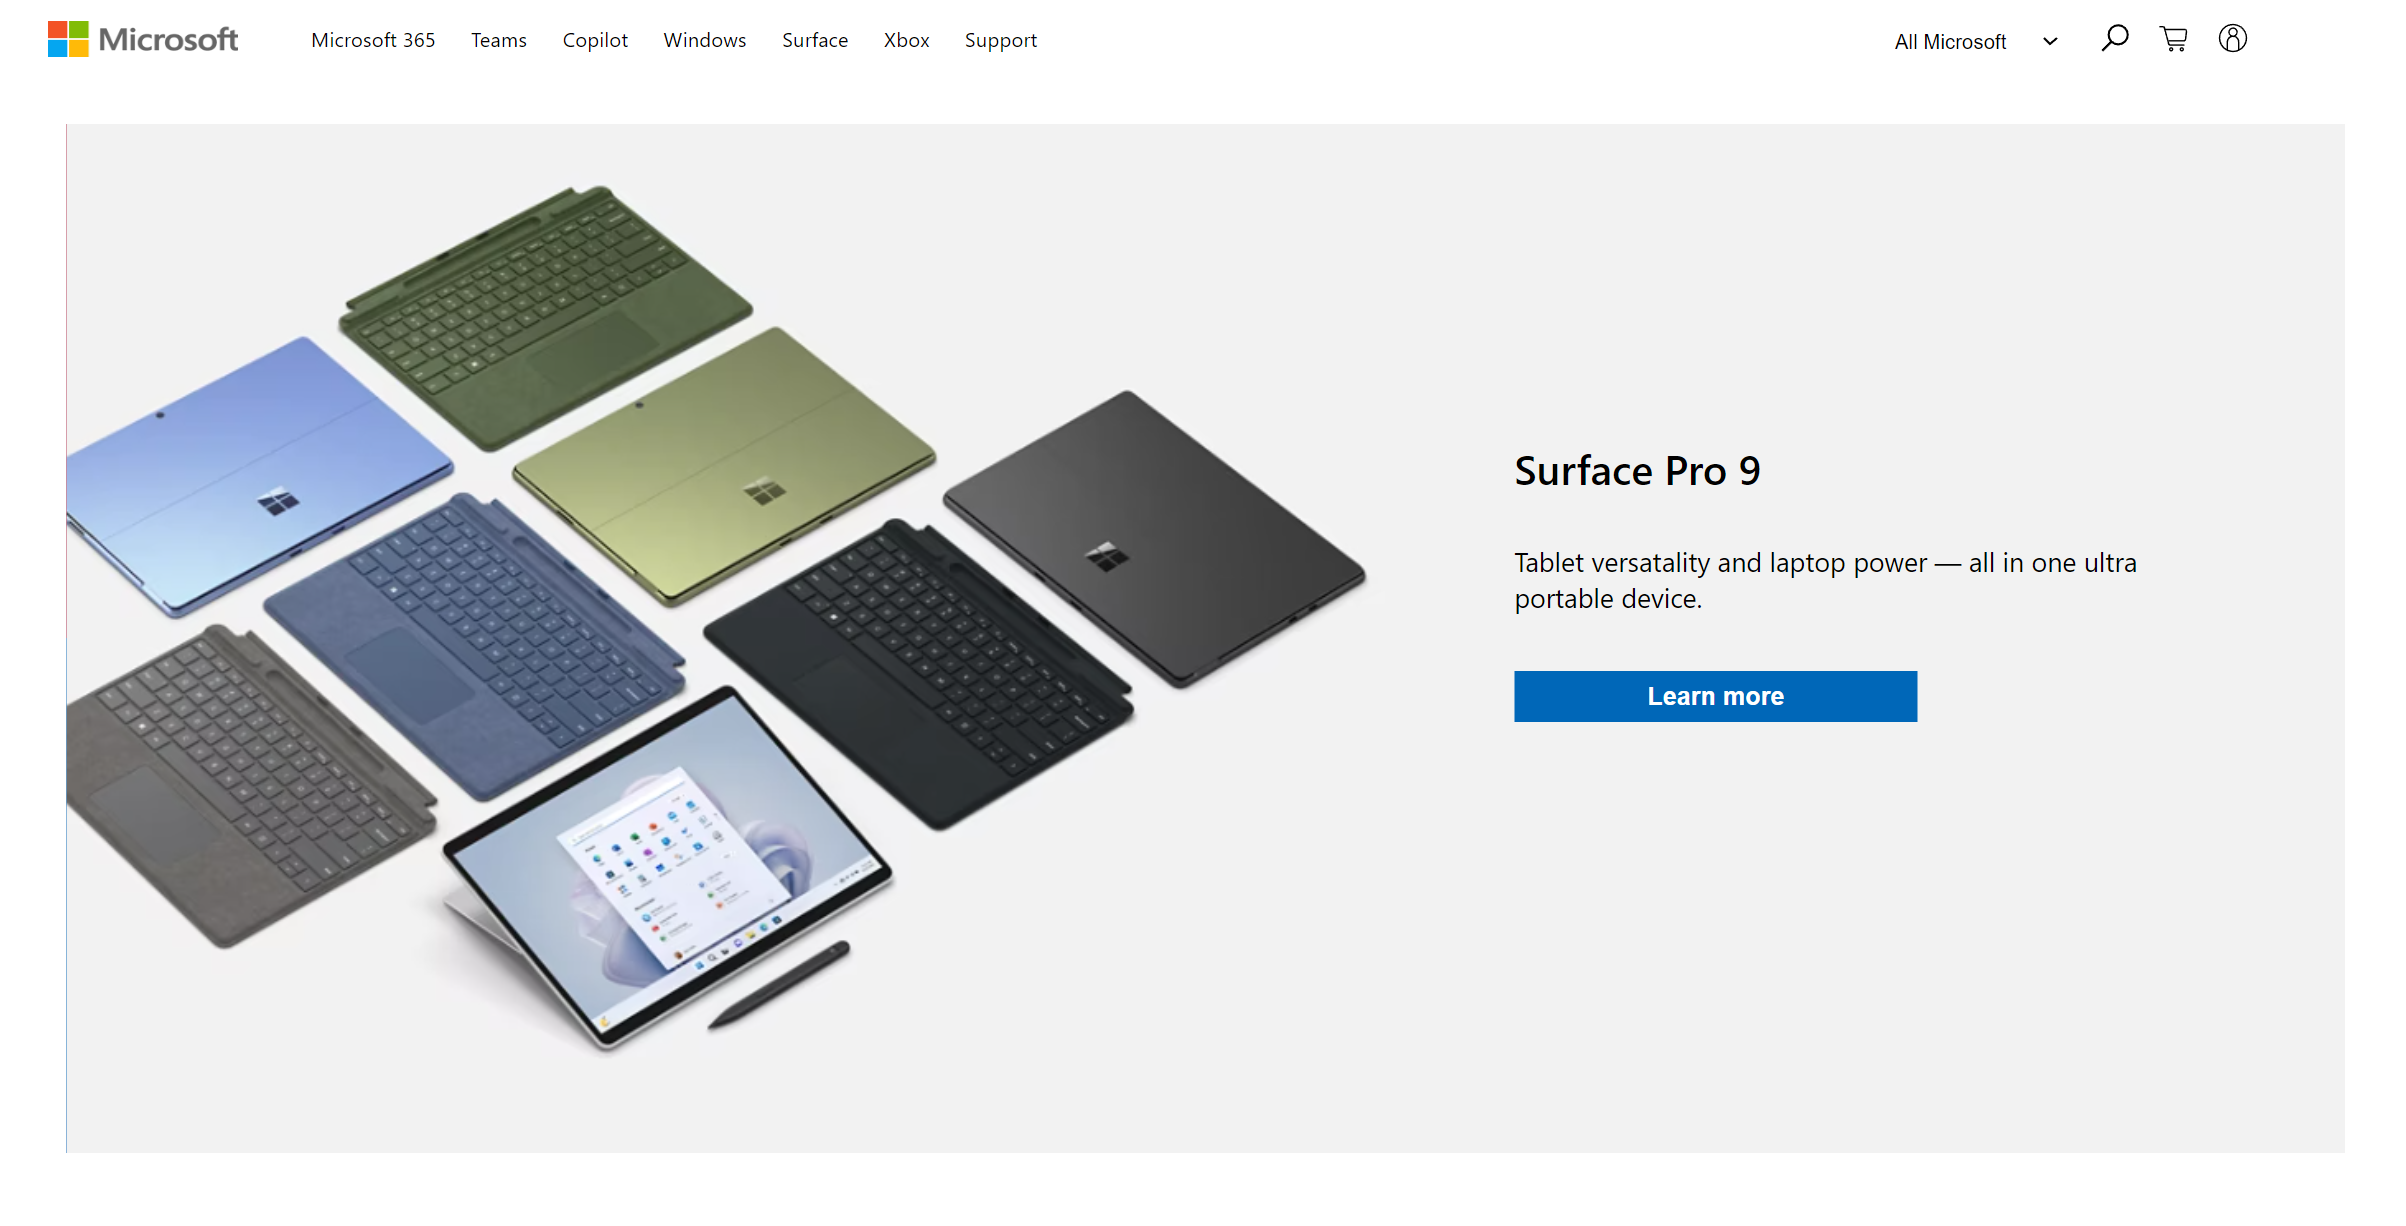 Microsoft
Microsoft 365 Teams Copilot Windows Surface Xbox Support
All Microsoft
Surface Pro 9
Tablet versatality and laptop power — all in one ultra
portable device.
Learn more